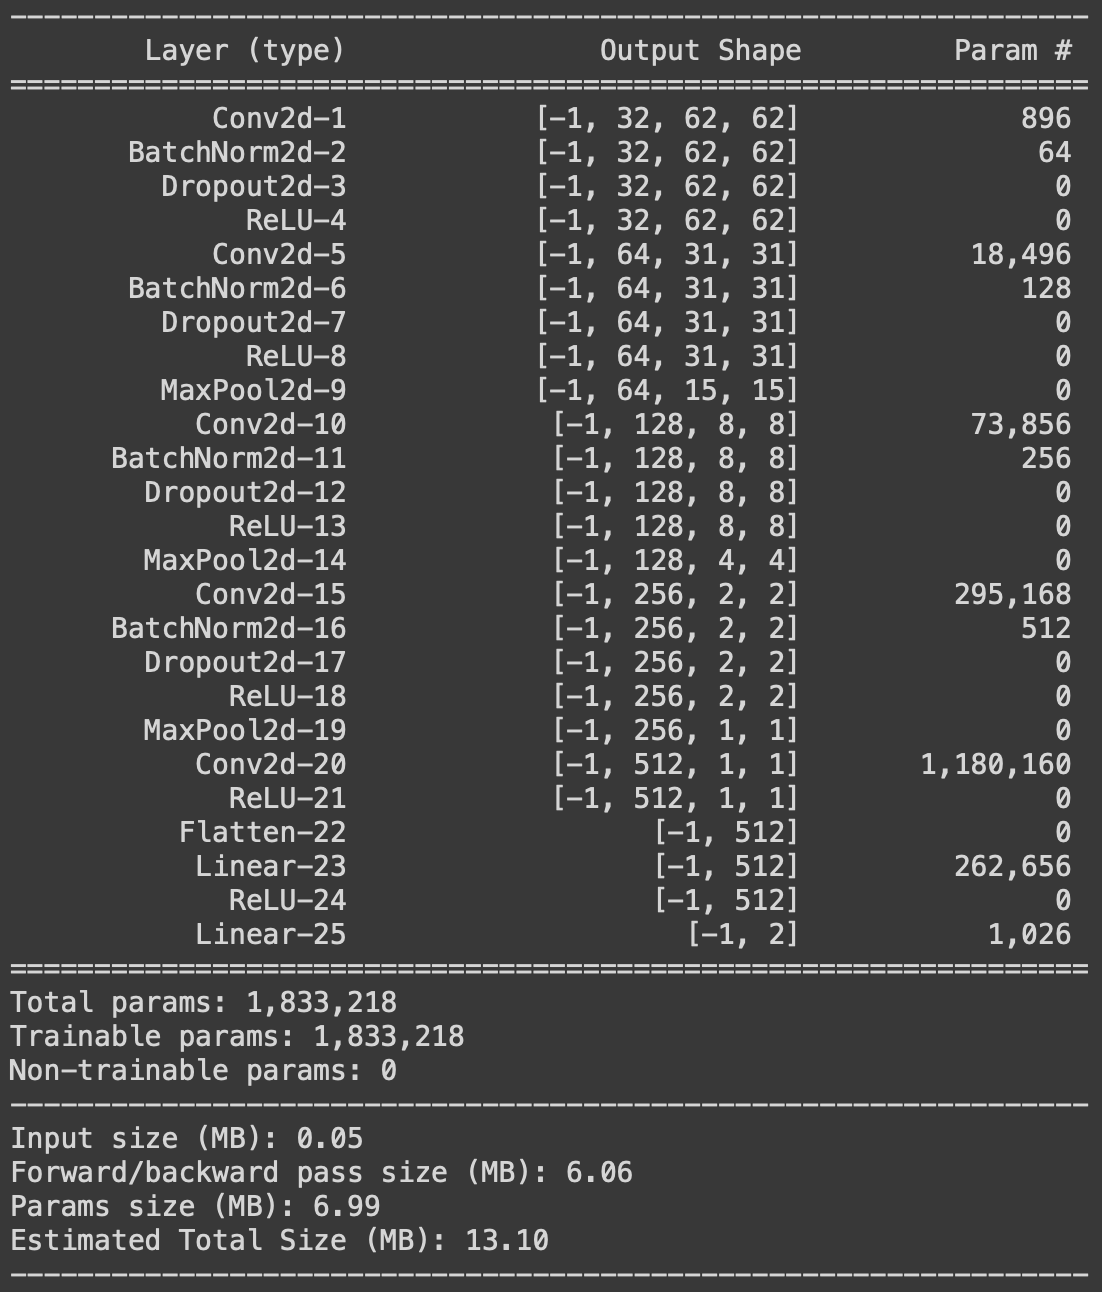 ----------------------------------------------------------------
        Layer (type)               Output Shape         Param #
================================================================
            Conv2d-1           [-1, 32, 62, 62]             896
       BatchNorm2d-2           [-1, 32, 62, 62]              64
         Dropout2d-3           [-1, 32, 62, 62]               0
              ReLU-4           [-1, 32, 62, 62]               0
            Conv2d-5           [-1, 64, 31, 31]          18,496
       BatchNorm2d-6           [-1, 64, 31, 31]             128
         Dropout2d-7           [-1, 64, 31, 31]               0
              ReLU-8           [-1, 64, 31, 31]               0
         MaxPool2d-9           [-1, 64, 15, 15]               0
           Conv2d-10            [-1, 128, 8, 8]          73,856
      BatchNorm2d-11            [-1, 128, 8, 8]             256
        Dropout2d-12            [-1, 128, 8, 8]               0
             ReLU-13            [-1, 128, 8, 8]               0
        MaxPool2d-14            [-1, 128, 4, 4]               0
           Conv2d-15            [-1, 256, 2, 2]         295,168
      BatchNorm2d-16            [-1, 256, 2, 2]             512
        Dropout2d-17            [-1, 256, 2, 2]               0
             ReLU-18            [-1, 256, 2, 2]               0
        MaxPool2d-19            [-1, 256, 1, 1]               0
           Conv2d-20            [-1, 512, 1, 1]       1,180,160
             ReLU-21            [-1, 512, 1, 1]               0
          Flatten-22                  [-1, 512]               0
           Linear-23                  [-1, 512]         262,656
             ReLU-24                  [-1, 512]               0
           Linear-25                    [-1, 2]           1,026
================================================================
Total params: 1,833,218
Trainable params: 1,833,218
Non-trainable params: 0
----------------------------------------------------------------
Input size (MB): 0.05
Forward/backward pass size (MB): 6.06
Params size (MB): 6.99
Estimated Total Size (MB): 13.10
----------------------------------------------------------------